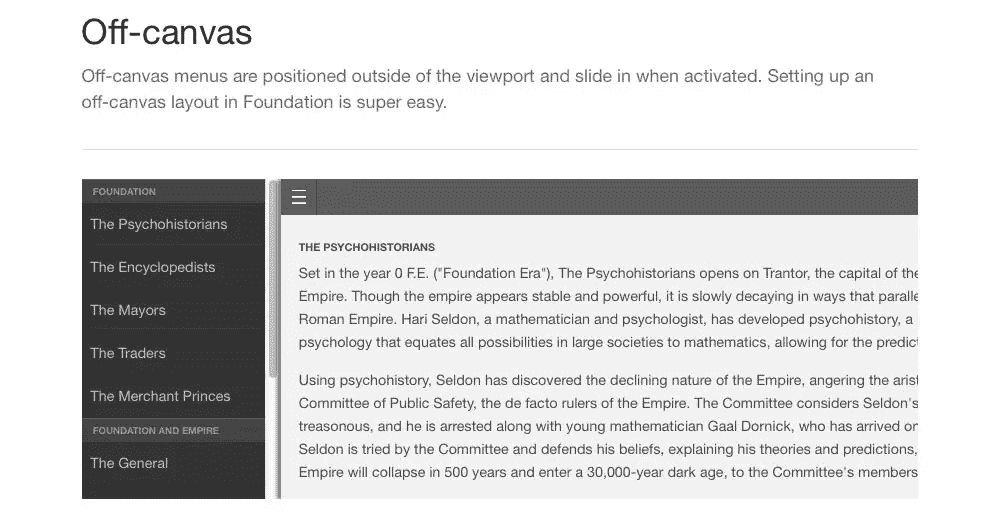 Off-canvas
Off-canvas menus are positioned outside of the viewport and slide in when activated. Setting up an
off-canvas layout in Foundation is super easy.
FOUNDATION
The Psychohistorians
The Encyclopedists
The Mayors
The Traders
The Merchant Princes
FOUNDATION AND EMPIRE
The General
THE PSYCHOHISTORIANS
Set in the year 0 F.E. ("Foundation Era"), The Psychohistorians opens on Trantor, the capital of the
Empire. Though the empire appears stable and powerful, it is slowly decaying in ways that paralle
Roman Empire. Hari Seldon, a mathematician and psychologist, has developed psychohistory, a
psychology that equates all possibilities in large societies to mathematics, allowing for the predict
Using psychohistory, Seldon has discovered the declining nature of the Empire, angering the arist
Committee of Public Safety, the de facto rulers of the Empire. The Committee considers Seldon's
treasonous, and he is arrested along with young mathematician Gaal Dornick, who has arrived on
Seldon is tried by the Committee and defends his beliefs, explaining his theories and predictions,
Empire will collapse in 500 years and enter a 30,000-year dark age, to the Committee's members